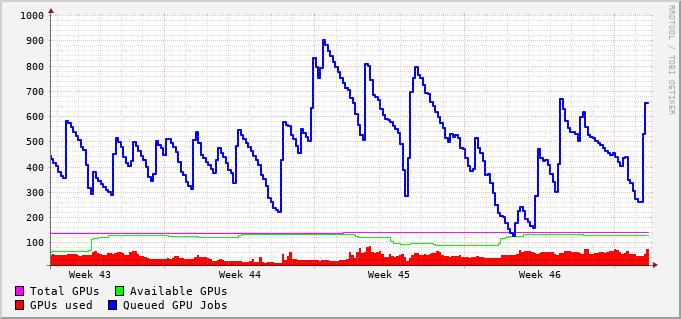 1000
900
800
700
600
500
400
300
200
100
Week 43 Week 44 Week 45 Week 46
Total GPUs Available GPUs
GPUs used Queued GPU Jobs
RRDTOOL / TOBI OETIKER